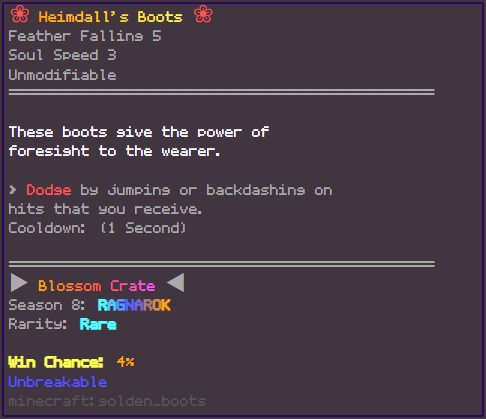 Heimdall's Boots
Feather Falling 5
Soul Speed 3
Unmodifiable
These boots give the power of
foresight to the wearer.
> Dodge by jumping or backdashing on
hits that you receive.
Cooldown: (1 Second)
Blossom Crate
Season 8: RAGNAROK
Rarity: Rare
Win Chance: 4%
Unbreakable
minecraft:golden_boots